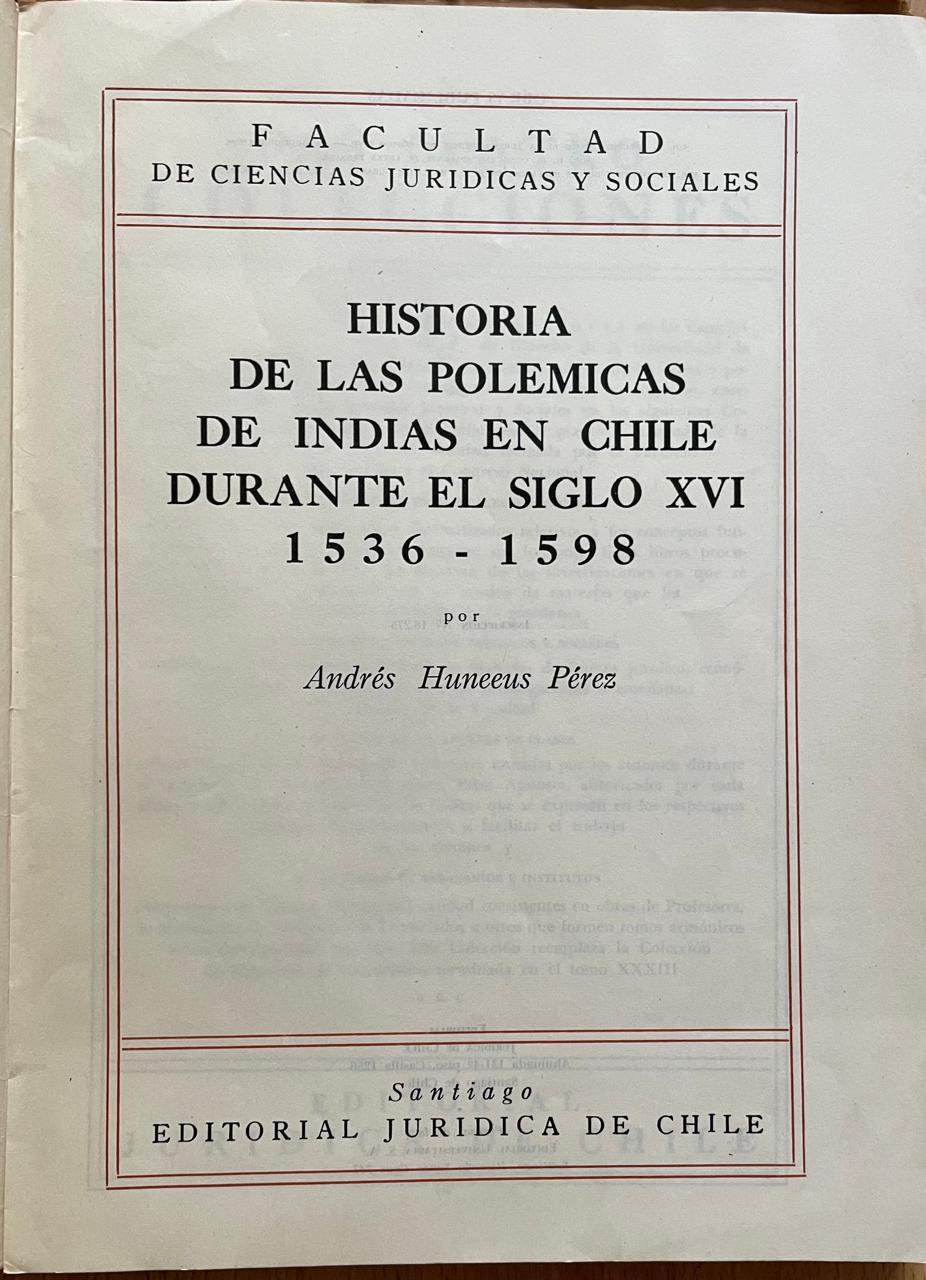 FACULTAD
DE CIENCIAS JURIDICAS Y SOCIALES
HISTORIA
DE LAS POLEMICAS
DE INDIAS EN CHILE
DURANTE EL SIGLO XVI
1536 - 1598
por
Andrés Huneeus Pérez
Santiago
EDITORIAL JURIDICA DE CHILE